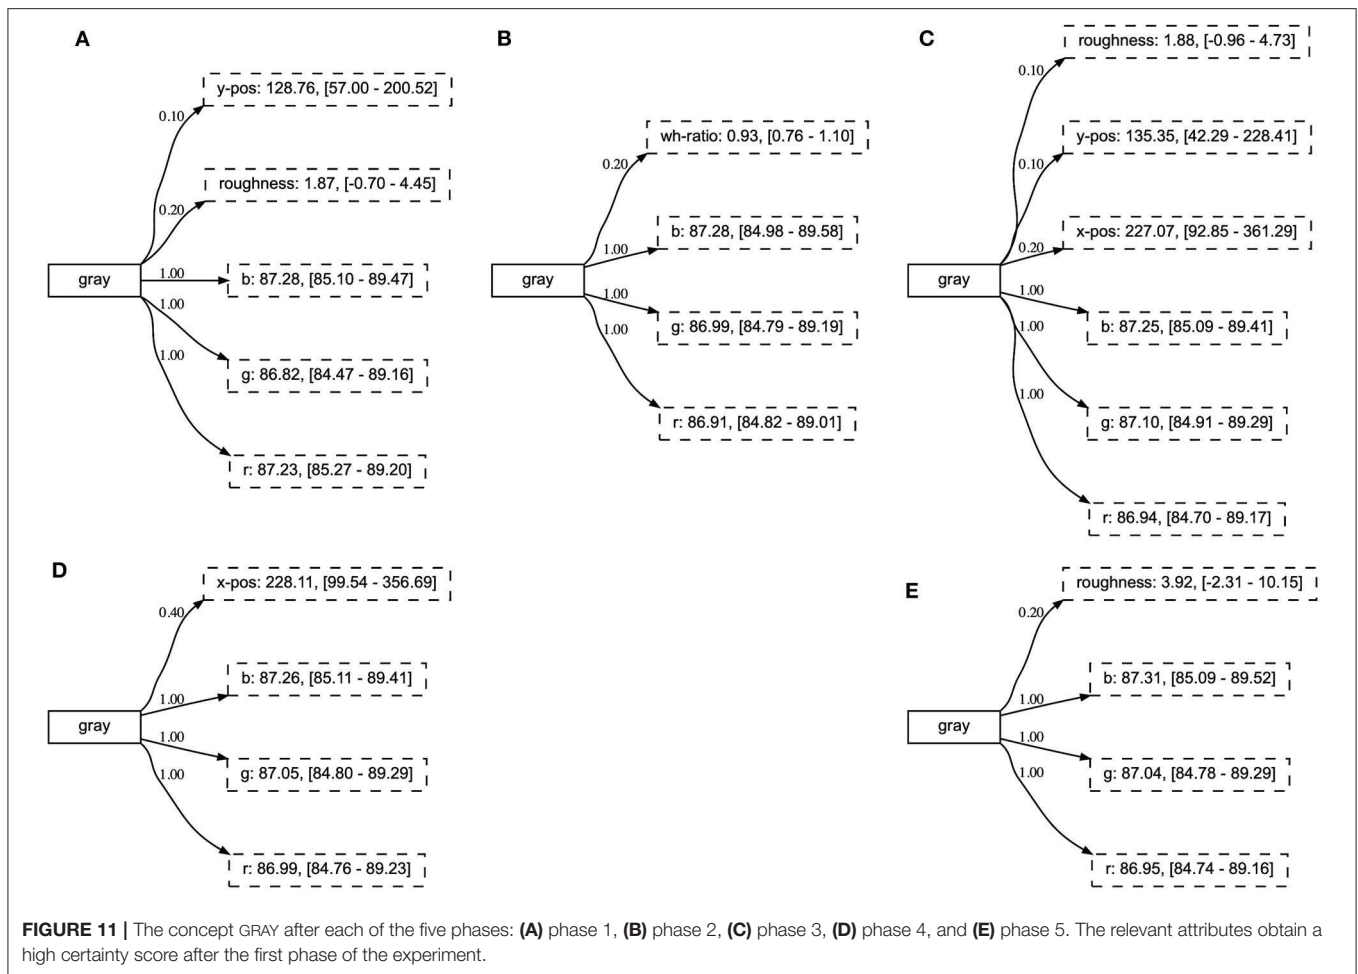 A
y-pos: 128.76, [57.00 - 200.52]
0.10
roughness: 1.87, [-0.70 - 4.45]
0.20
gray
1.00
b: 87.28, [85.10 - 89.47]
1.00
g: 86.82, [84.47 - 89.16]
1.00
r: 87.23, [85.27 - 89.20]
B
wh-ratio: 0.93, [0.76 - 1.10]
0.20
b: 87.28, [84.98 - 89.58]
1.00
gray
1.00
g: 86.99, [84.79 - 89.19]
1.00
r: 86.91, [84.82 - 89.01]
C
roughness: 1.88, [-0.96 - 4.73]
0.10
y-pos: 135.35, [42.29 - 228.41]
0.10
x-pos: 227.07, [92.85 - 361.29]
0.20
gray
1.00
b: 87.25, [85.09 - 89.41]
1.00
g: 87.10, [84.91 - 89.29]
1.00
r: 86.94, [84.70 - 89.17]
D
x-pos: 228.11, [99.54 - 356.69]
0.40
b: 87.26, [85.11 - 89.41]
1.00
gray
1.00
g: 87.05, [84.80 - 89.29]
1.00
r: 86.99, [84.76 - 89.23]
E
roughness: 3.92, [-2.31 - 10.15]
0.20
b: 87.31, [85.09 - 89.52]
1.00
gray
1.00
g: 87.04, [84.78 - 89.29]
1.00
r: 86.95, [84.74 - 89.16]
FIGURE 11 | The concept GRAY after each of the five phases: (A) phase 1, (B) phase 2, (C) phase 3, (D) phase 4, and (E) phase 5. The relevant attributes obtain a
high certainty score after the first phase of the experiment.